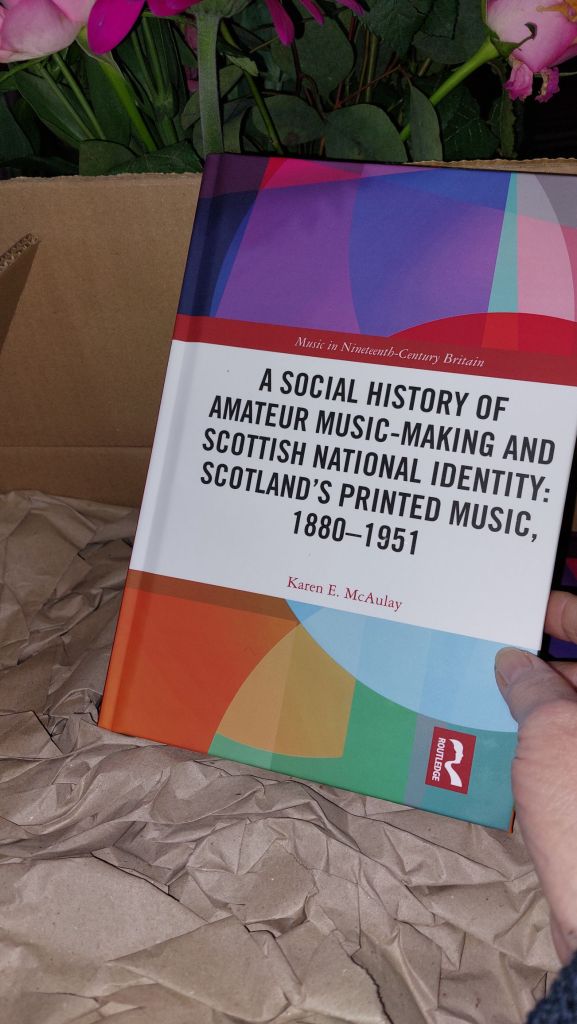 Music in Nineteenth-Century Britain
A SOCIAL HISTORY OF
AMATEUR MUSIC-MAKING AND
SCOTTISH NATIONAL IDENTITY:
SCOTLAND'S PRINTED MUSIC,
1880–1951
Karen E. McAulay
ROUTLEDGE